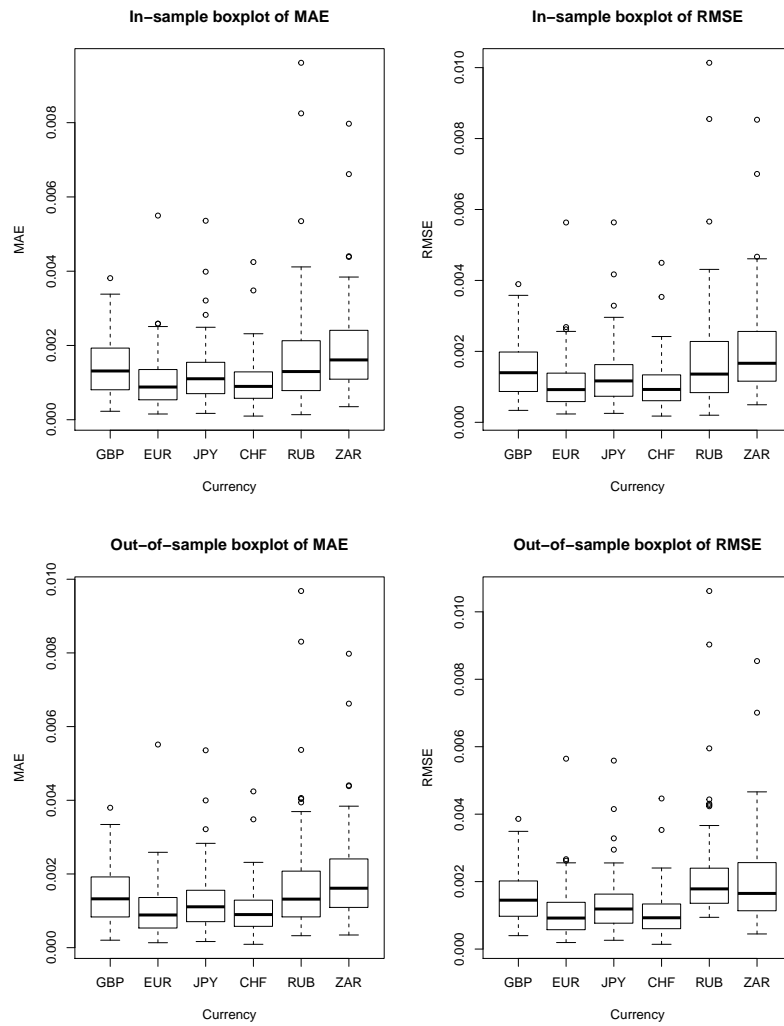 In−sample boxplot of MAE
MAE
0.000
0.002
0.004
0.006
0.008
GBP EUR JPY CHF RUB ZAR
Currency
In−sample boxplot of RMSE
RMSE
0.000
0.002
0.004
0.006
0.008
0.010
GBP EUR JPY CHF RUB ZAR
Currency
Out−of−sample boxplot of MAE
MAE
0.000
0.002
0.004
0.006
0.008
0.010
GBP EUR JPY CHF RUB ZAR
Currency
Out−of−sample boxplot of RMSE
RMSE
0.000
0.002
0.004
0.006
0.008
0.010
GBP EUR JPY CHF RUB ZAR
Currency